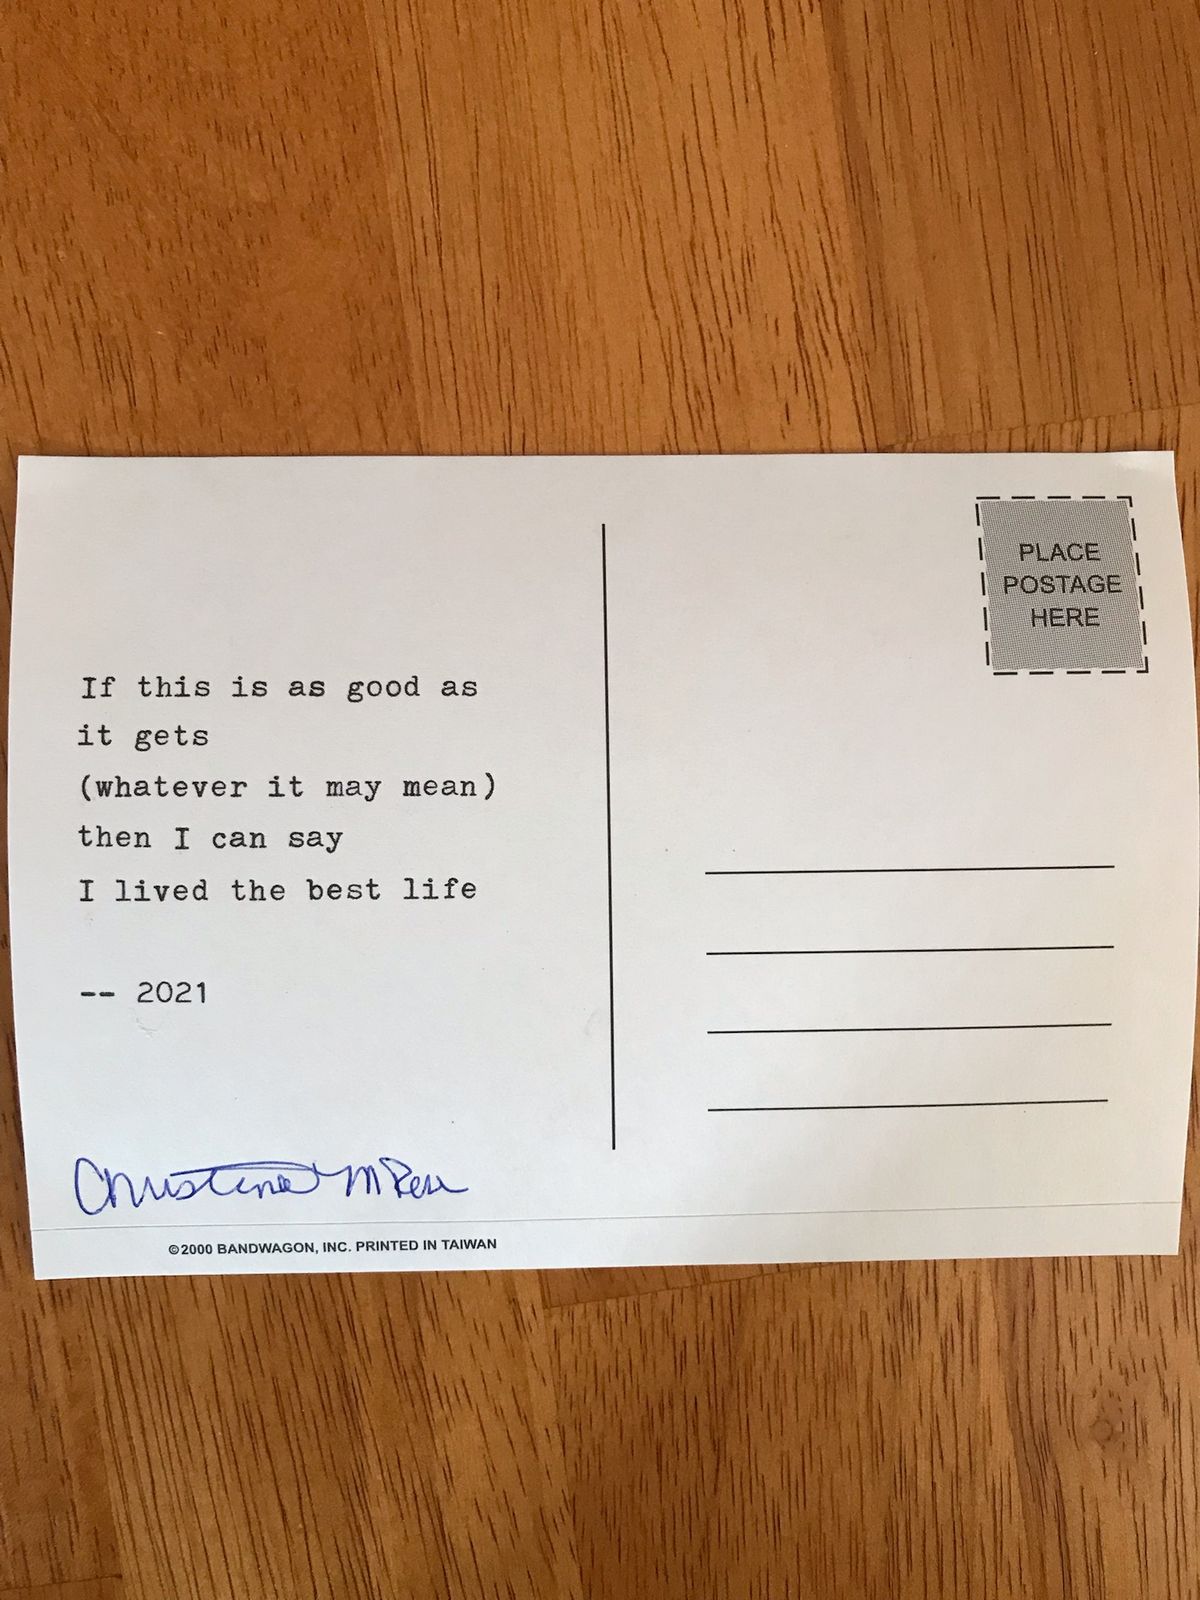 If this is as good as
it gets
(whatever it may mean)
then I can say
I lived the best life
-- 2021
Christina M
©2000 BANDWAGON, INC. PRINTED IN TAIWAN
PLACE
POSTAGE
HERE